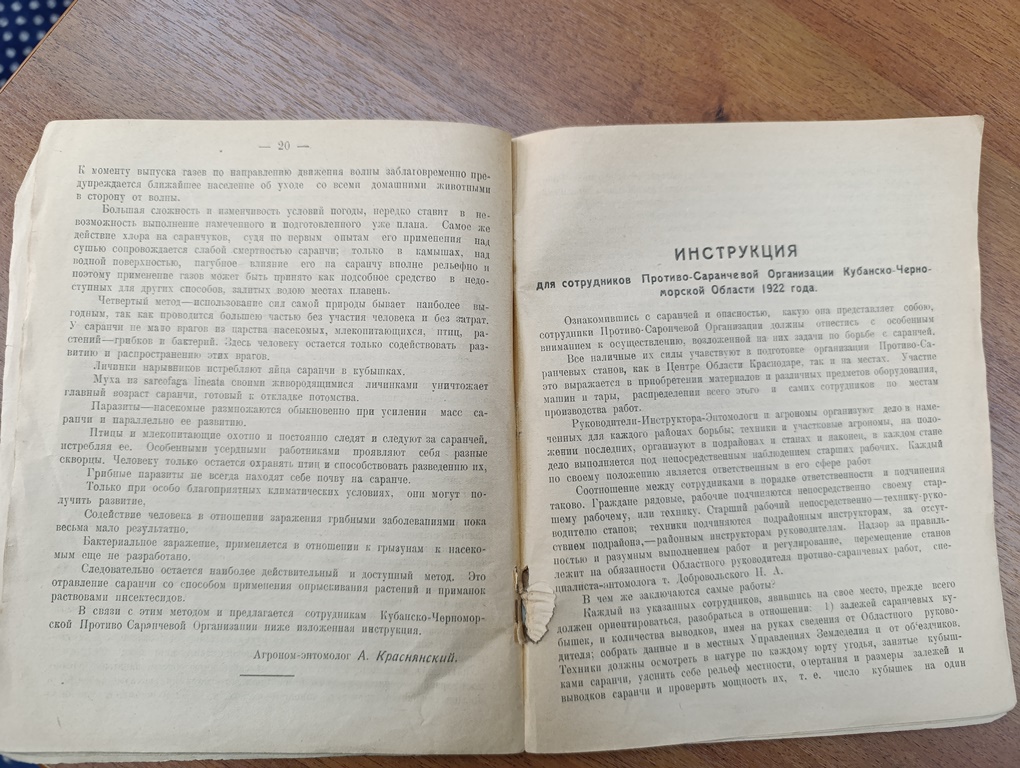 — 20 —
К моменту выпуска газев по направлению движения волны заблаговременно пре-
дупреждается ближайшее население об уходе со всеми домашними животными
в сторону от волны.
Большая сложность и изменчивость условий погоды, нередко ставит в не-
возможность выполнение намеченного и подготовленного уже плана. Самое же
действие хлора на саранчуков, судя по первым опытам его применения над
сушью сопровождается слабой смертностью саранчи; только в камышах, над
водной поверхностью, пагубное влияние его на саранчу вполне рельефно и
поэтому применение газов может быть принято как подсобное средство в недо-
ступных для других способов, залитых водою местах плавень.
Четвертый метод—использование сил самой природы бывает наиболее вы-
годным, так как проводится большею частью без участия человека и без затрат.
У саранчи не мало врагов из царства насекомых, млекопитающихся, птиц, ра-
стений—грибков и бактерий. Здесь человеку остается только содействовать раз-
витию и распространению этих врагов.
Личинки нарывников истребляют яйца саранчи в кубышках.
Муха из sarcofaga lineata своими живородящимися личинками уничтожает
главный возраст саранчи, готовый к откладке потомства.
Паразиты—насекомые размножаются обыкновенно при усилении масс са-
ранчи и параллельно ее развитию.
Птицы и млекопитающие охотно и постоянно следят и следуют за саранчей,
истребляя ее. Особенными усердными работниками проявляют себя разные
скворцы. Человеку только остается охранять птиц и способствовать разведению их,
Грибные паразиты не всегда находят себе почву на саранче.
Только при особо благоприятных климатических условиях, они могут по-
лучить развитие.
Содействие человека в отношении заражения грибными заболеваниями пока
весьма мало результатно.
Бактериальное заражение, применяется в отношении к грызунам к насеко-
мым еще не разработано.
Следовательно остается наиболее действительный и доступный метод. Это
отравление саранчи со способом применения опрыскивания растений и приманок
раствоами инсектесидов.
В связи с этим методом и предлагается сотрудникам Кубанско-Черномор-
ской Противо Саранчевой Организации ниже изложенная инструкция.
Агроном-энтомолог А. Краснянский.
ИНСТРУКЦИЯ
для сотрудников Противо-Саранчевой Организации Кубанско-Черно-
морской Области 1922 года.
Ознакомившись с саранчей и опасностью, какую она представляет собою,
сотрудники Противо-Сарончевой Организации должны отнестись с особенным
вниманием к осуществлению, возложенной на них задачи по борьбе с саранчей.
Все наличные их силы учавствуют в подготовке организации Противо-Са-
ранчевых станов, как в Центре Области Краснодаре, так и на местах. Участие
это выражается в приобретении материалов и различных предметов оборудования,
машин и тары, распределения всего этого и самих сотрудников по местам
производства работ.
Руководители-Инструктора-Энтомологи и агрономы организуют дело в наме-
ченных для каждого районах борьбы; техники и участковые агрономы, на поло-
жении последних, организуют в подрайонах и станах и наконец, в каждом стане
дело выполняется под непосредственным наблюдением старших рабочих. Каждый
по своему положению является ответственным в его сфере работ
Соотношение между сотрудниками в порядке ответственности и подчинения
таково. Граждане рядовые, рабочие подчиняются непосредственно своему стар-
шему рабочему, или технику. Старший рабочий непосредственно—технику-руко-
водителю станов; техники подчиняются подрайонным инструкторам, за отсут-
ствием подрайона,—районным инструкторам руководителям. Надзор за правиль-
ностью и разумным выполнением работ и регулирование, перемещение станов
лежит на обязанности Областного руководителя противо-саранчевых работ, спе-
циалиста-энтомолога т. Добровольского Н. А.
В чем же заключаются самые работы?
Каждый из указанных сотрудников, явившись на свое место, прежде всего
должен ориентироваться, разобраться в отношении: 1) залежей саранчевых ку-
бышек, и количества выводков, имея на руках сведения от Областного руково-
дителя; собрать данные и в местных Управлениях Земледелия и от об'ездчиков.
Техники должны осмотреть в натуре по каждому юрту угодья, занятые кубыш-
ками саранчи, уяснить себе рельеф местности, очертания и размеры залежей и
выводков саранчи и проверить мощность их, т. е. число кубышек на один